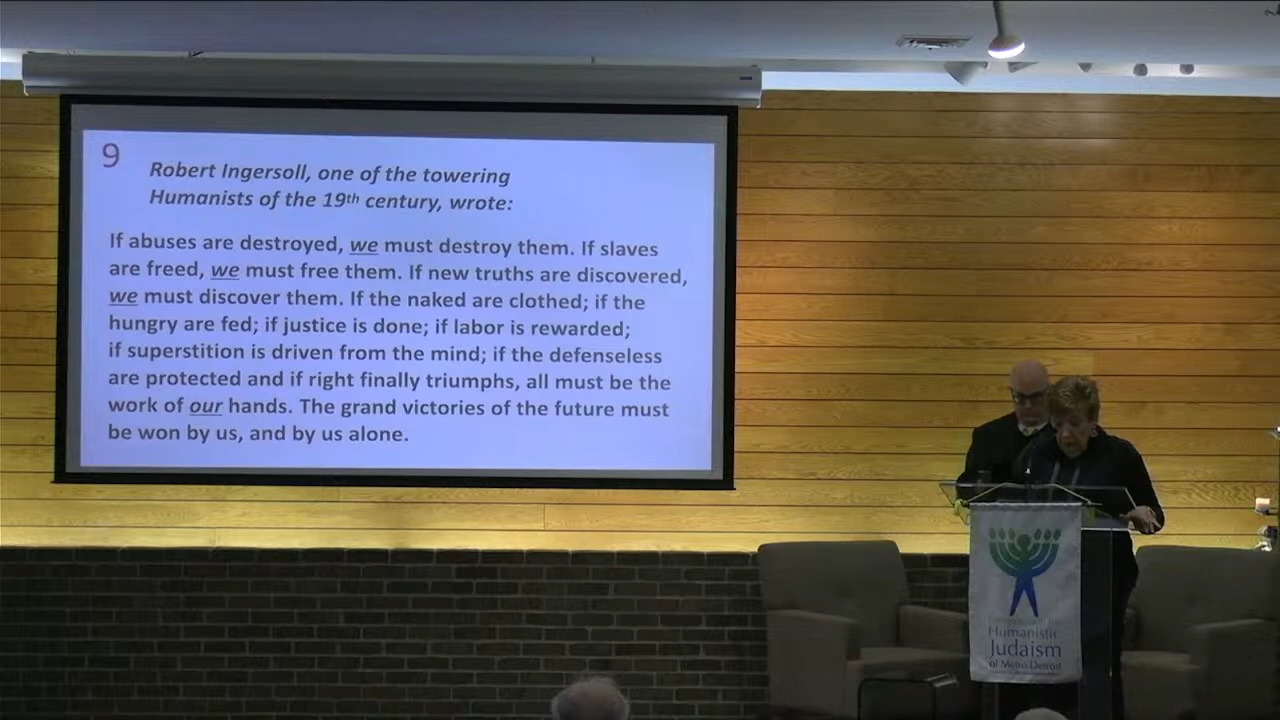 9
Robert Ingersoll, one of the towering
Humanists of the 19th century, wrote:
If abuses are destroyed, we must destroy them. If slaves
are freed, we must free them. If new truths are discovered,
we must discover them. If the naked are clothed; if the
hungry are fed; if justice is done; if labor is rewarded;
if superstition is driven from the mind; if the defenseless
are protected and if right finally triumphs, all must be the
work of our hands. The grand victories of the future must
be won by us, and by us alone.
Humanistic
Judaism
of Metro Detroit